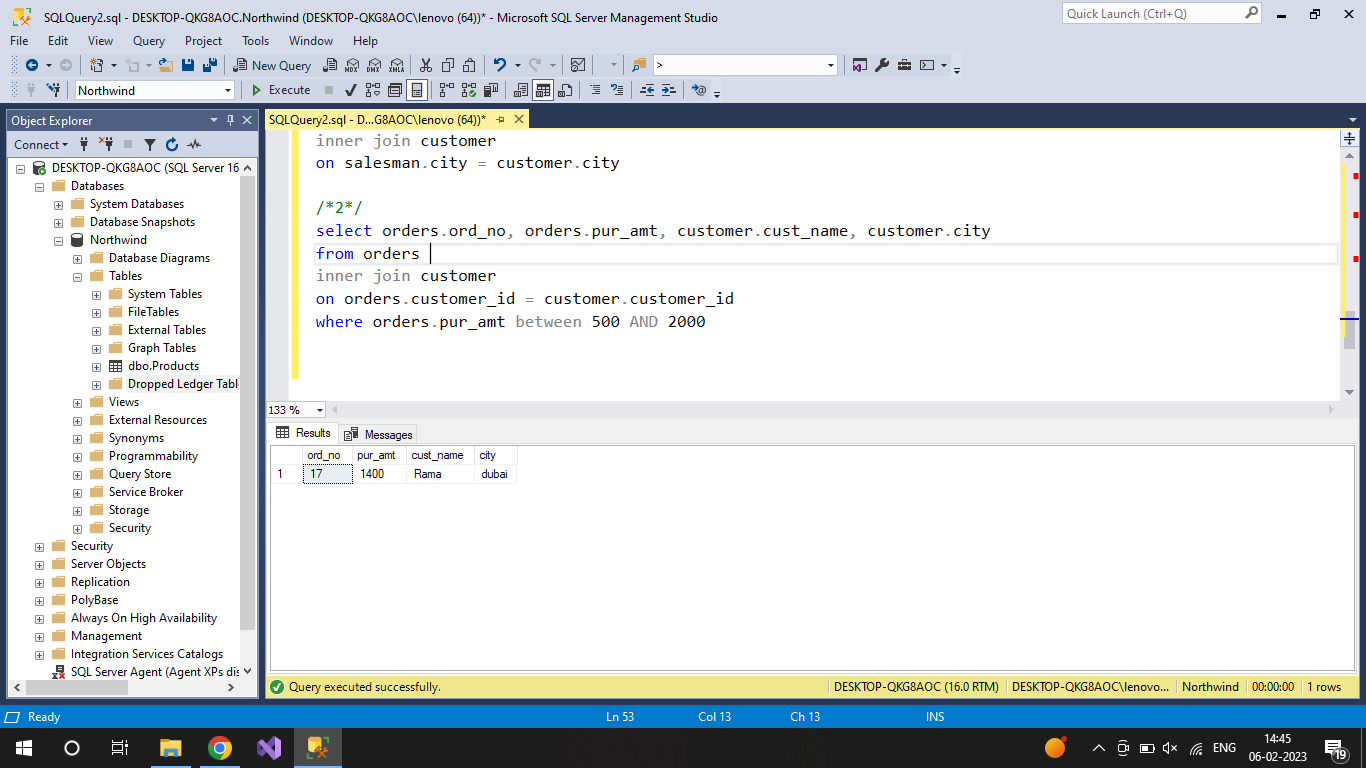 SQLQuery2.sql - DESKTOP-QKG8AOC.Northwind (DESKTOP-QKG8AOC\lenovo (64))* - Microsoft SQL Server Management Studio
Quick Launch (Ctrl+Q)
File Edit View Query Project Tools Window Help
New Query MDX DMX XMLA >
Northwind Execute
Object Explorer
SQLQuery2.sql - D...G8AOC\lenovo (64))*
Connect
DESKTOP-QKG8AOC (SQL Server 16
Databases
System Databases
Database Snapshots
Northwind
Database Diagrams
Tables
System Tables
FileTables
External Tables
Graph Tables
dbo.Products
Dropped Ledger Tabl
Views
External Resources
Synonyms
Programmability
Query Store
Service Broker
Storage
Security
Security
Server Objects
Replication
PolyBase
Always On High Availability
Management
Integration Services Catalogs
SQL Server Agent (Agent XPs dis
inner join customer
on salesman.city = customer.city
/*2*/
select orders.ord_no, orders.pur_amt, customer.cust_name, customer.city
from orders
inner join customer
on orders.customer_id = customer.customer_id
where orders.pur_amt between 500 AND 2000
133 %
Results Messages
ord_no pur_amt cust_name city
1 17 1400 Rama dubai
Query executed successfully. DESKTOP-QKG8AOC (16.0 RTM) DESKTOP-QKG8AOC\lenovo... Northwind 00:00:00 1 rows
Ready Ln 53 Col 13 Ch 13 INS
ENG 14:45
06-02-2023 19